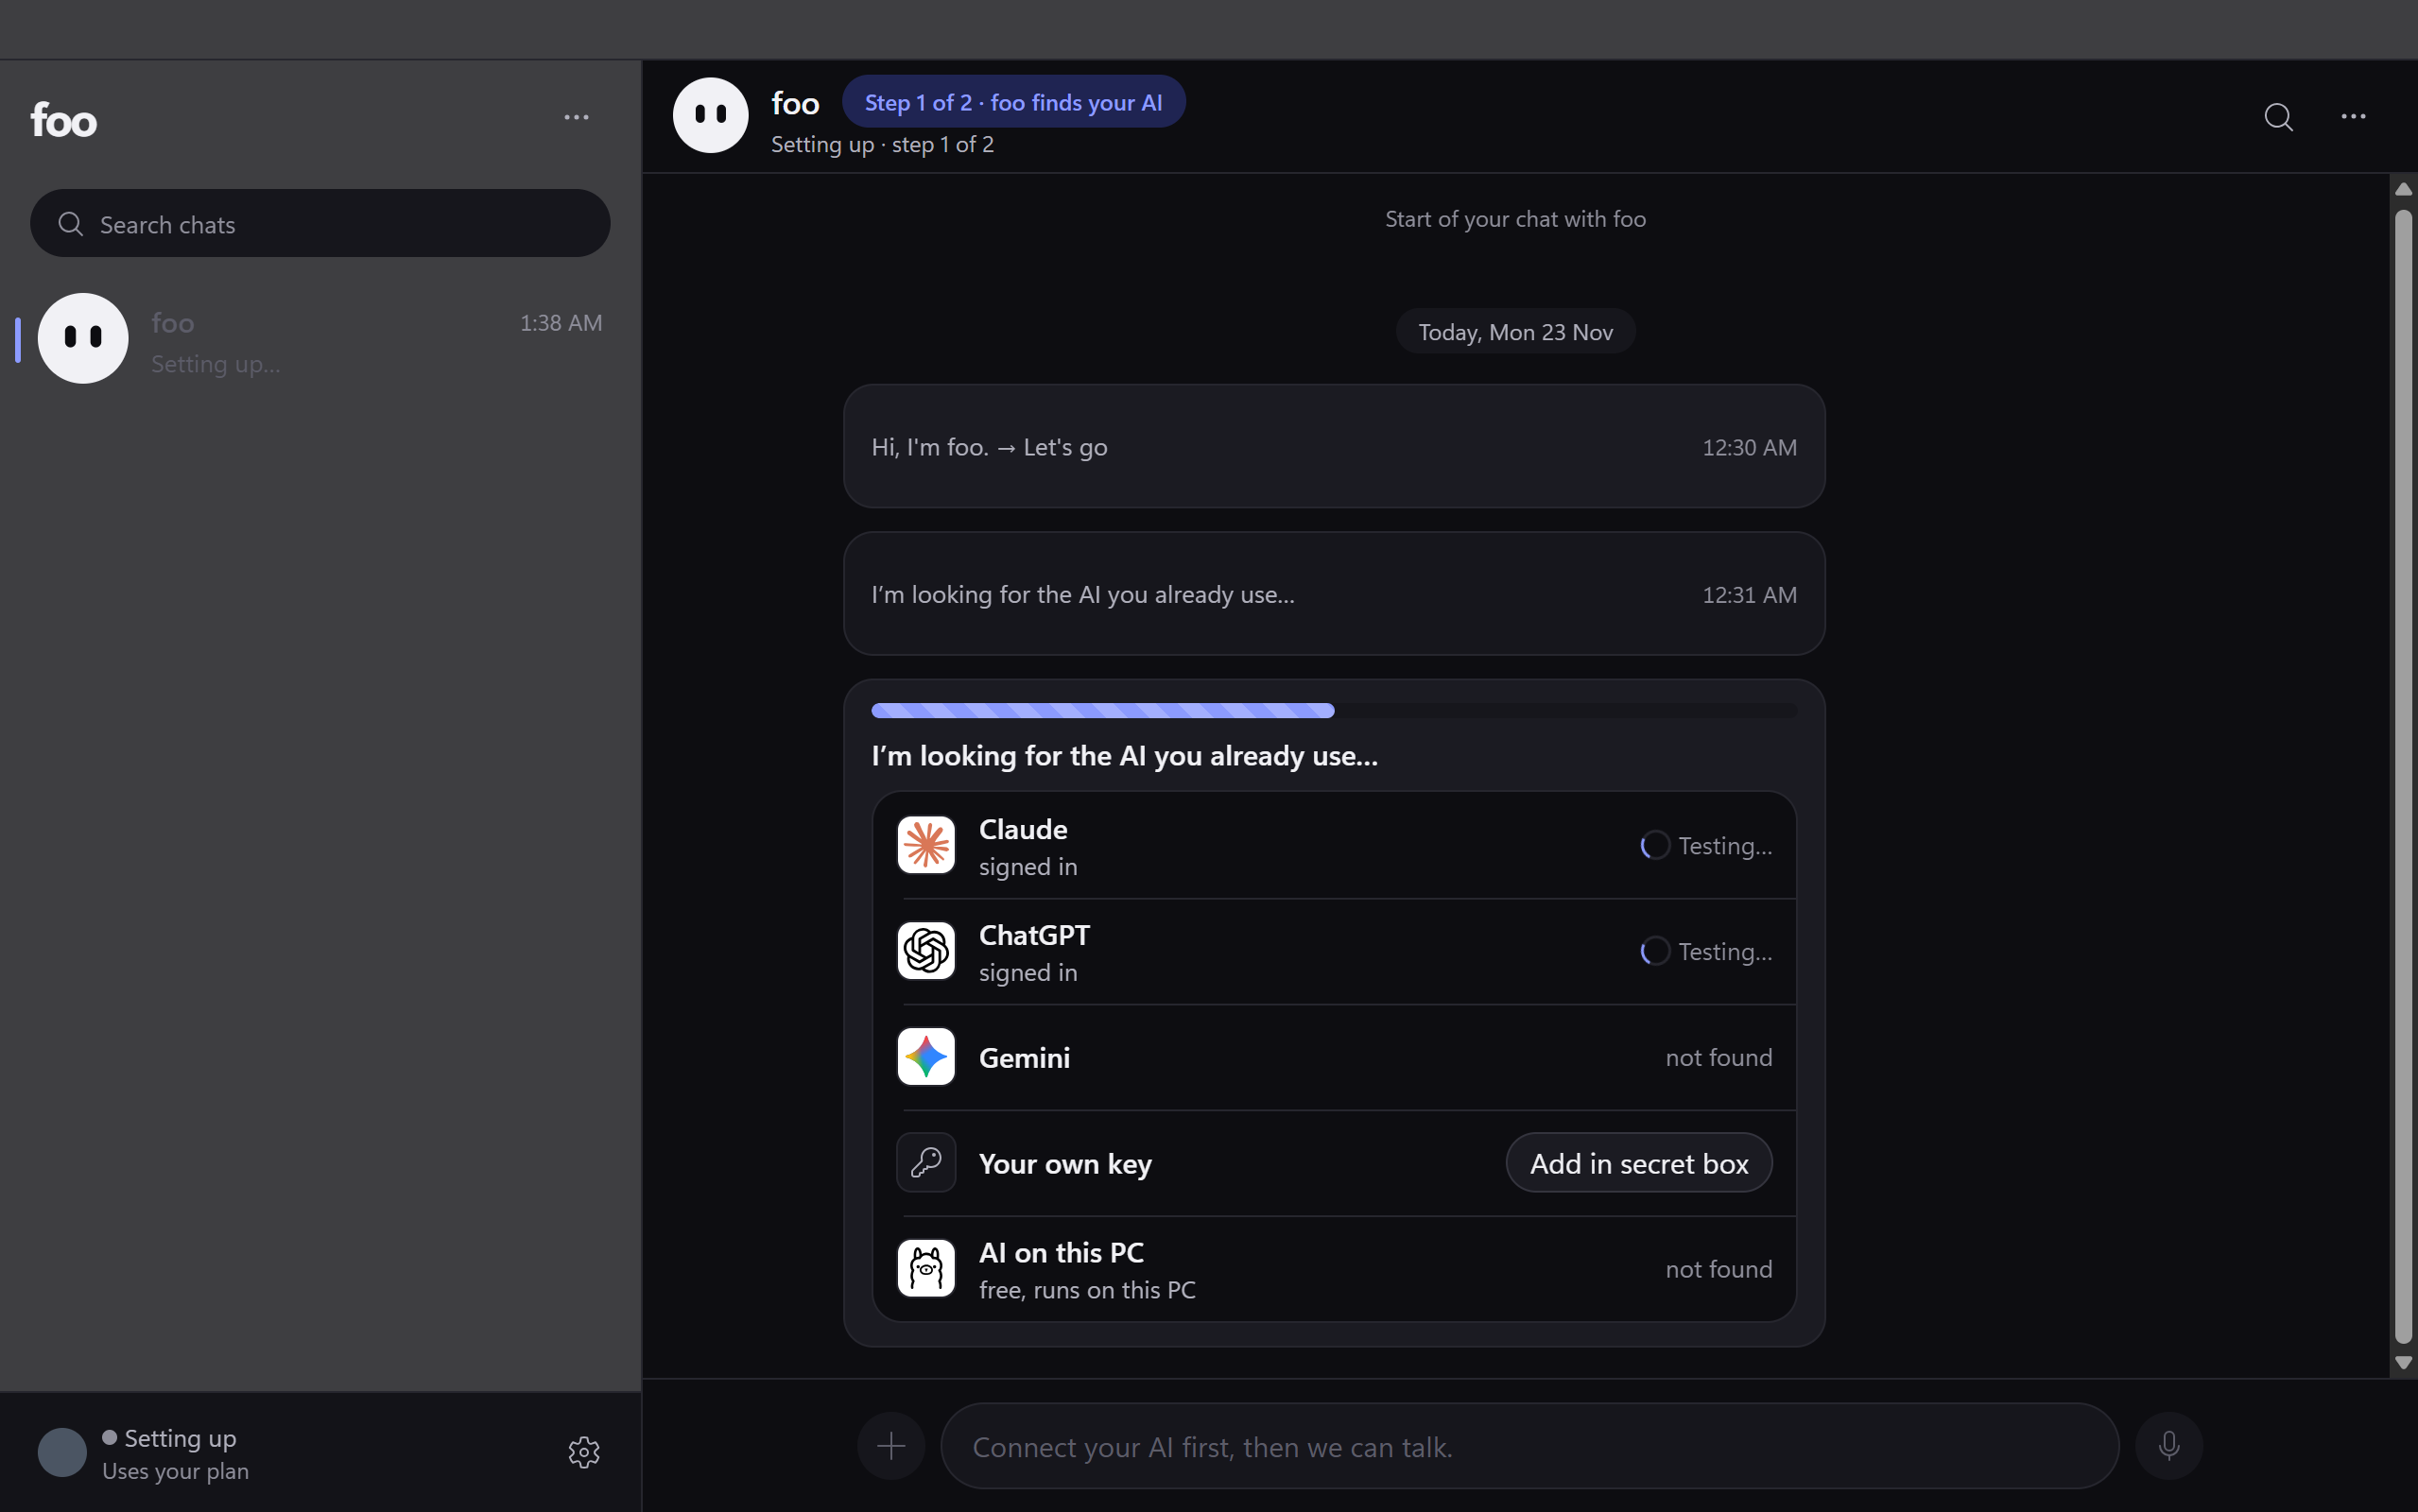 foo
Search chats
foo
1:38 AM
Setting up...
Setting up
Uses your plan
foo
Step 1 of 2 · foo finds your AI
Setting up · step 1 of 2
Start of your chat with foo
Today, Mon 23 Nov
Hi, I'm foo. → Let's go
12:30 AM
I’m looking for the AI you already use...
12:31 AM
I’m looking for the AI you already use...
Claude
signed in
Testing...
ChatGPT
signed in
Testing...
Gemini
not found
Your own key
Add in secret box
AI on this PC
free, runs on this PC
not found
Connect your AI first, then we can talk.